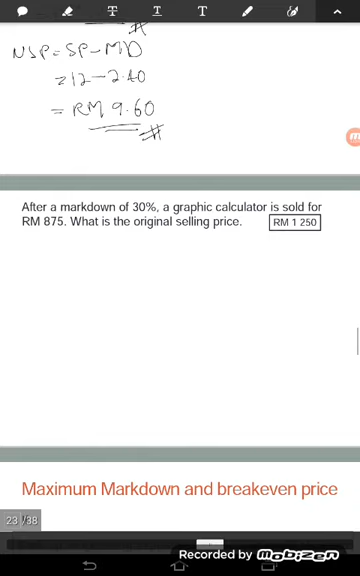 NSP = SP - MD
= 12 - 2.40
= RM 9.60
After a markdown of 30%, a graphic calculator is sold for
RM 875. What is the original selling price.
RM 1 250
Maximum Markdown and breakeven price
23 / 38
Recorded by mobizen